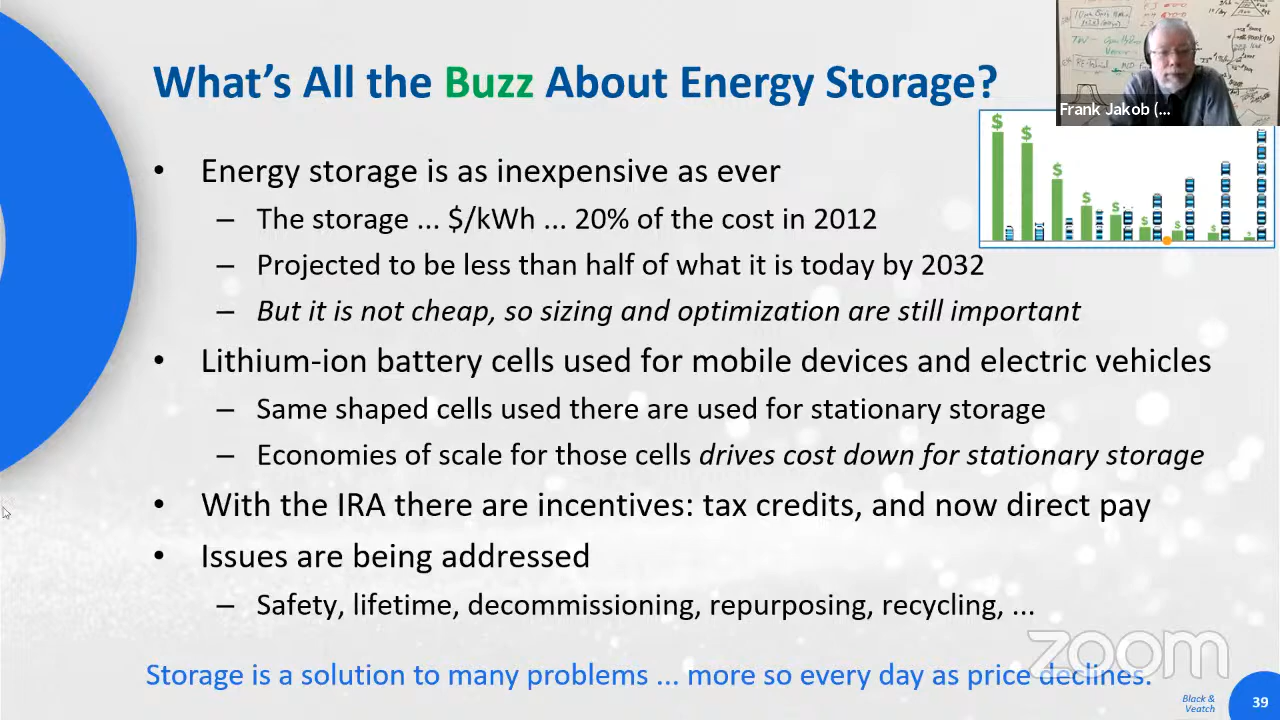 What's All the Buzz About Energy Storage?
Frank Jakob (...
$ $ $ $ $ $ $ $ $
• Energy storage is as inexpensive as ever
– The storage ... $/kWh ... 20% of the cost in 2012
– Projected to be less than half of what it is today by 2032
– But it is not cheap, so sizing and optimization are still important
• Lithium-ion battery cells used for mobile devices and electric vehicles
– Same shaped cells used there are used for stationary storage
– Economies of scale for those cells drives cost down for stationary storage
• With the IRA there are incentives: tax credits, and now direct pay
• Issues are being addressed
– Safety, lifetime, decommissioning, repurposing, recycling, ...
zoom
Storage is a solution to many problems ... more so every day as price declines.
Black &
Veatch
39